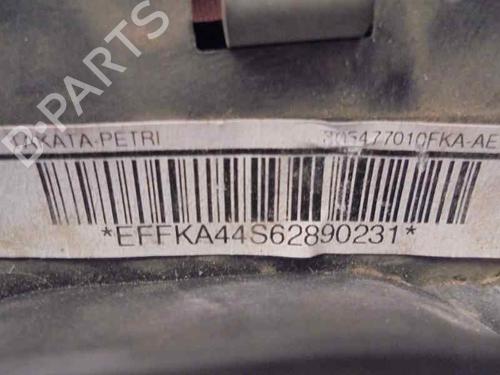 TAKATA-PETRI 305477010FKA-AE
*EFFKA44S62890231*
B-PARTS